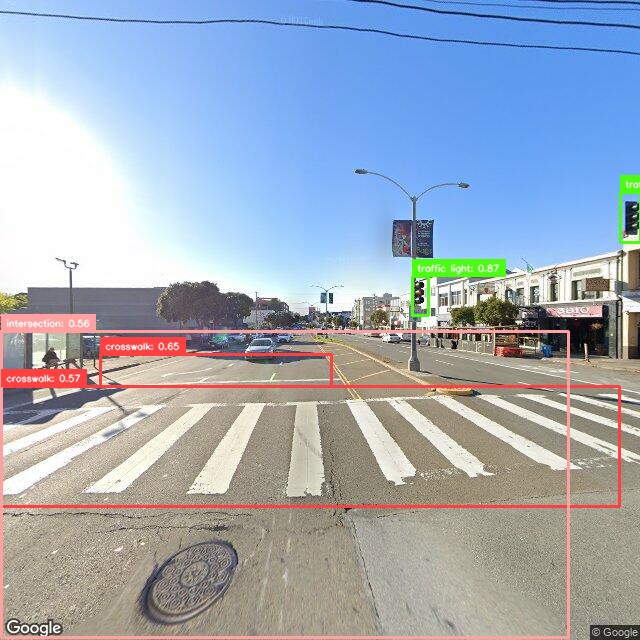 traffic light: 0.87
intersection: 0.56
crosswalk: 0.65
crosswalk: 0.57
Google
© Google